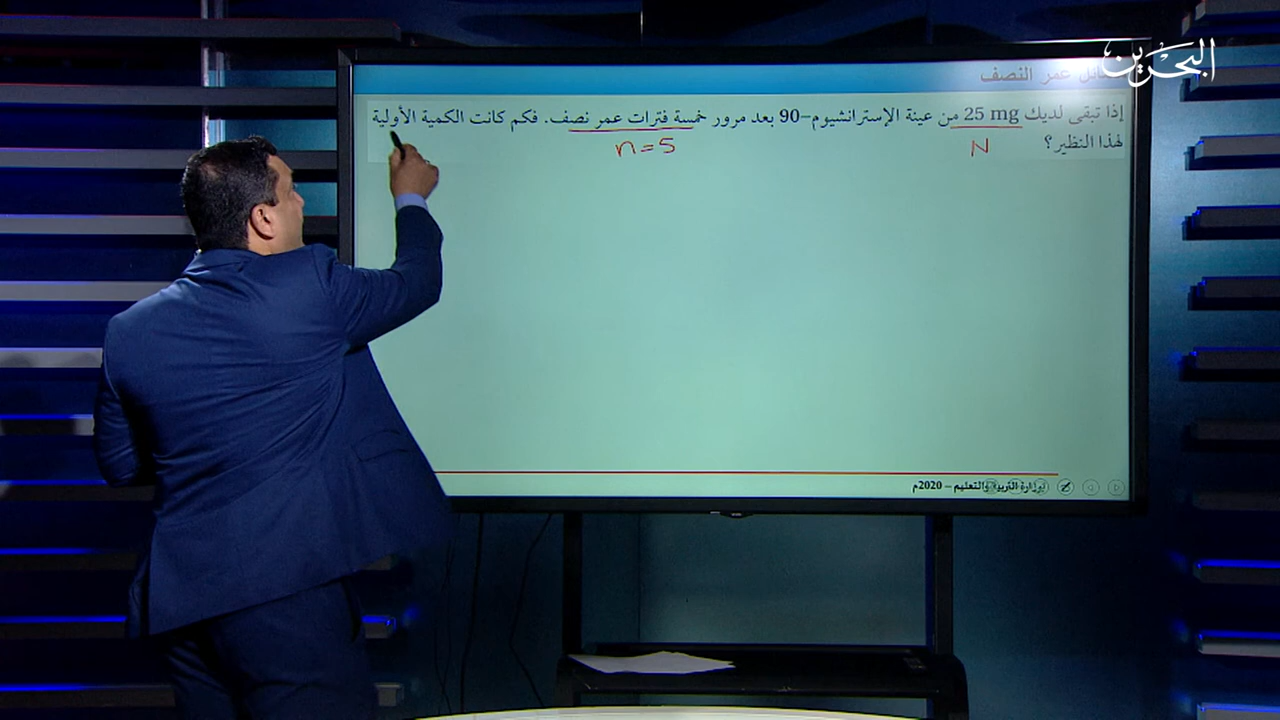 البحرين
عمر النصف
إذا تبقى لديك 25 mg من عينة الإسترانشيوم-90 بعد مرور خمسة فترات عمر نصف. فكم كانت الكمية الأولية
لهذا النظير؟
N
n=5
وزارة التربية والتعليم – 2020م